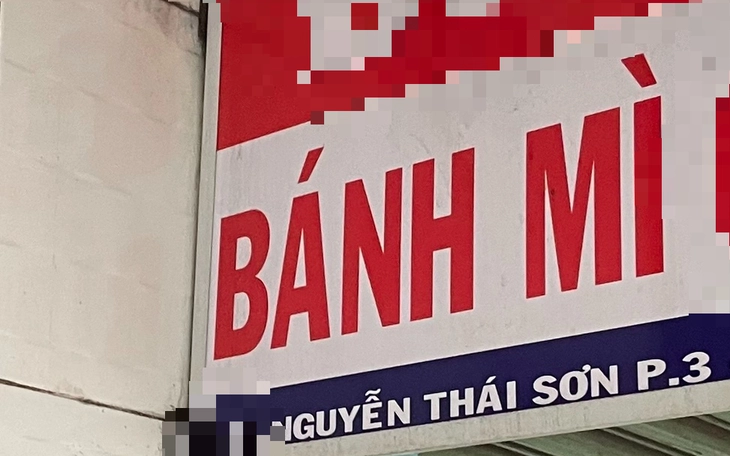 BÁNH MÌ
NGUYỄN THÁI SƠN P.3